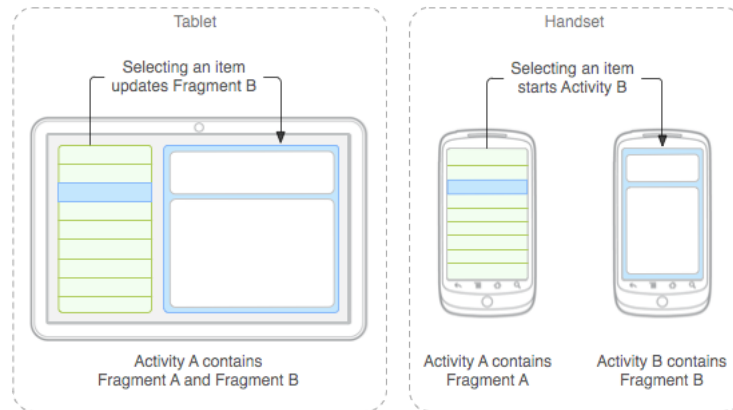 Tablet
Selecting an item
updates Fragment B
Activity A contains
Fragment A and Fragment B
Handset
Selecting an item
starts Activity B
Activity A contains
Fragment A
Activity B contains
Fragment B